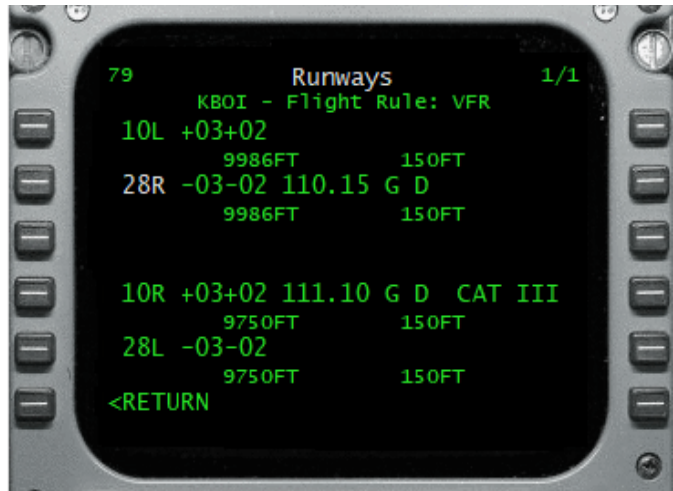 79 Runways 1/1
KBOI - Flight Rule: VFR
10L +03+02
9986FT 150FT
28R -03-02 110.15 G D
9986FT 150FT
10R +03+02 111.10 G D CAT III
9750FT 150FT
28L -03-02
9750FT 150FT
<RETURN